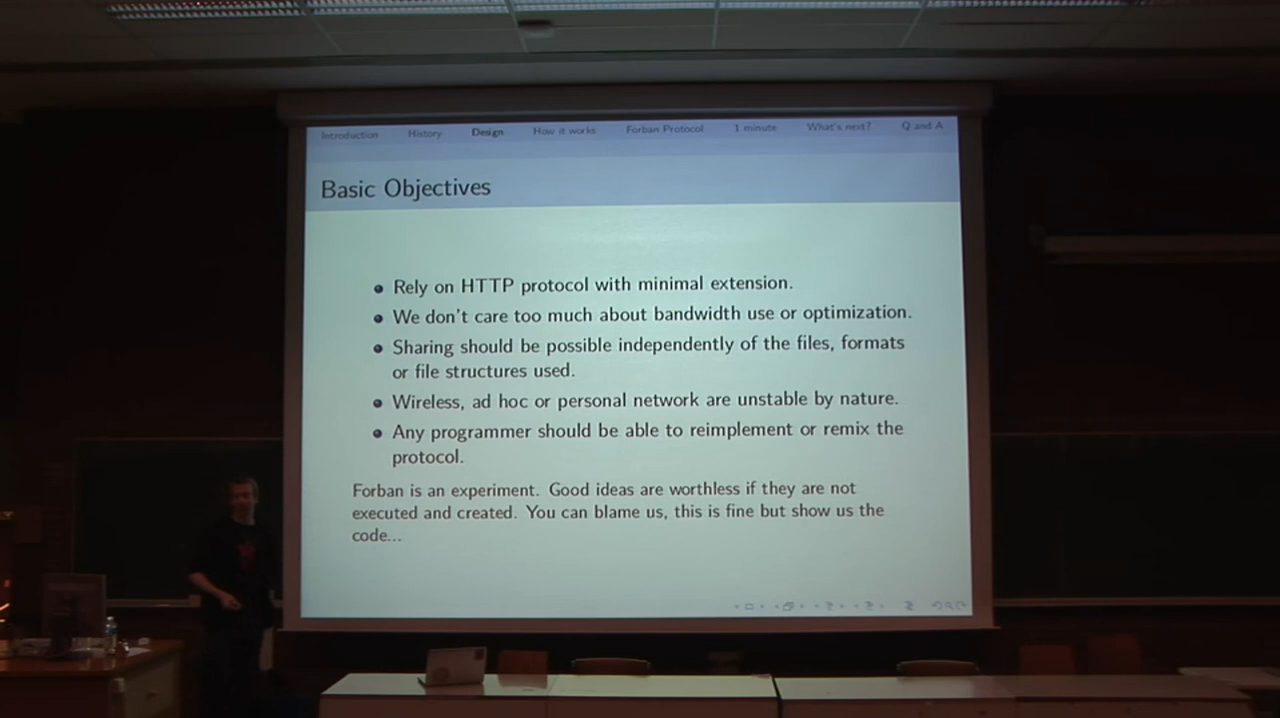 Introduction History Design How it works Forban Protocol 1 minute What's next? Q and A
Basic Objectives
Rely on HTTP protocol with minimal extension.
We don't care too much about bandwidth use or optimization.
Sharing should be possible independently of the files, formats
or file structures used.
Wireless, ad hoc or personal network are unstable by nature.
Any programmer should be able to reimplement or remix the
protocol.
Forban is an experiment. Good ideas are worthless if they are not
executed and created. You can blame us, this is fine but show us the
code...